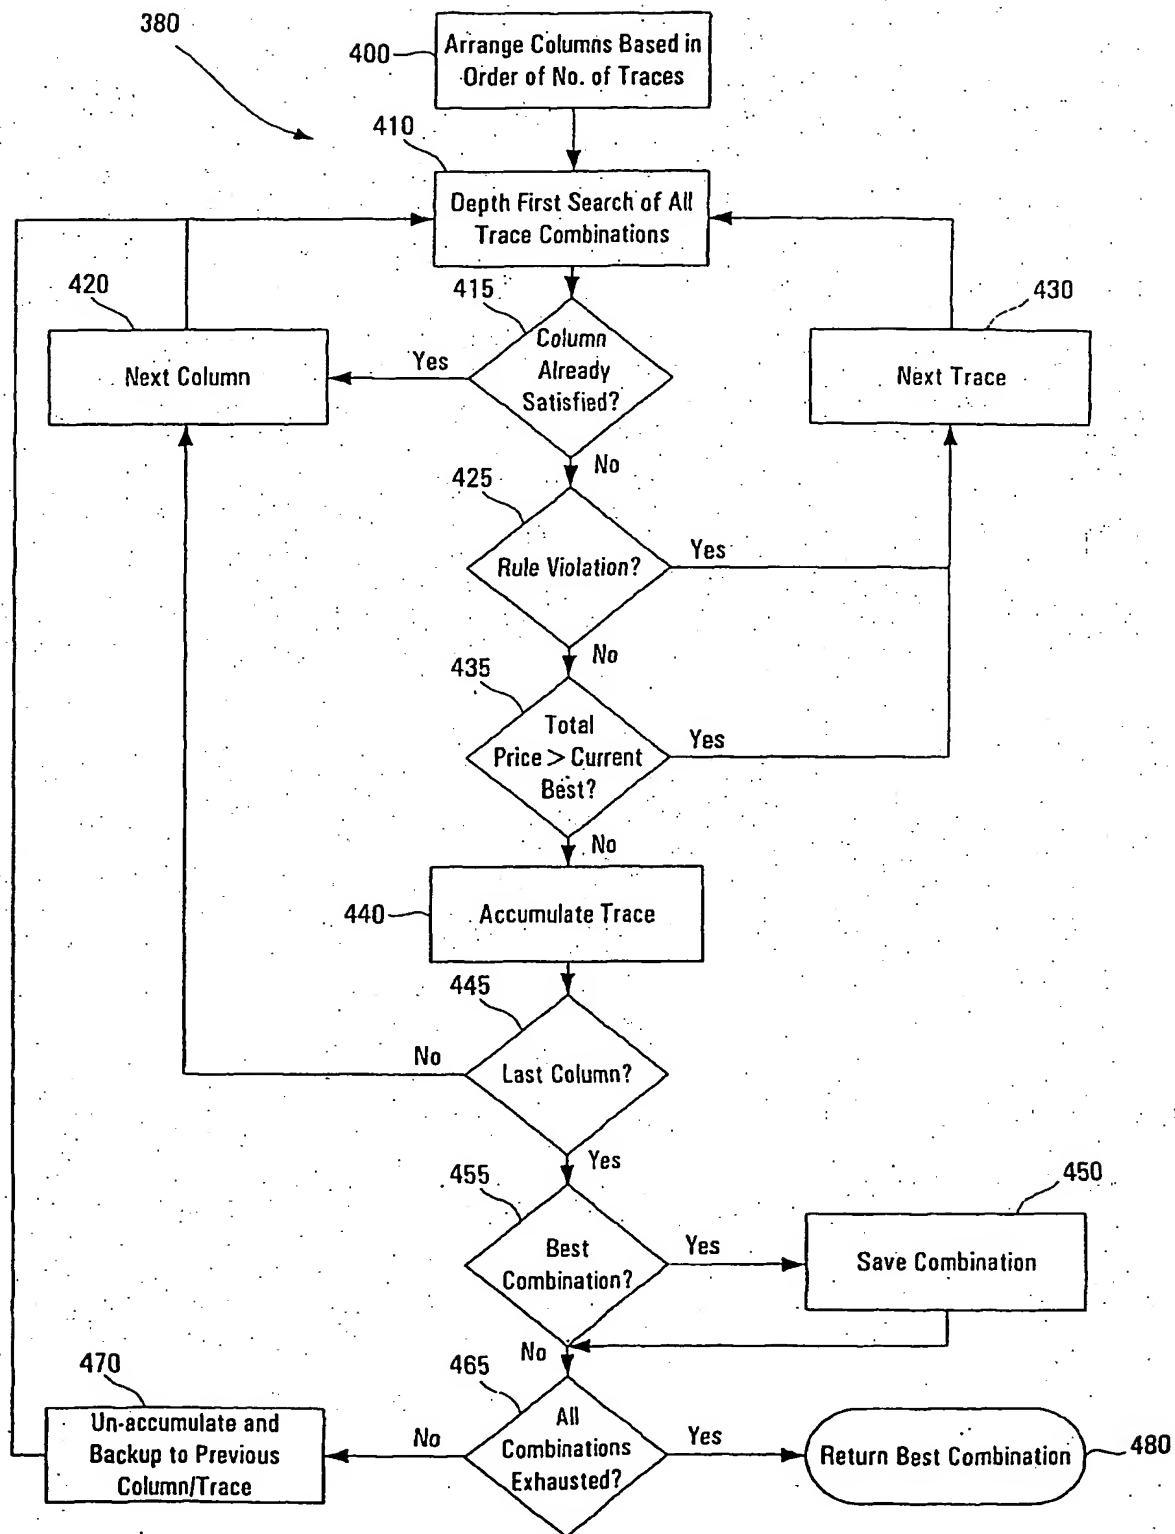 380
400
Arrange Columns Based in
Order of No. of Traces
410
Depth First Search of All
Trace Combinations
420
Next Column
415
Column
Already
Satisfied?
Yes
No
430
Next Trace
425
Rule Violation?
Yes
No
435
Total
Price > Current
Best?
Yes
No
440
Accumulate Trace
445
Last Column?
No
Yes
455
Best
Combination?
Yes
No
450
Save Combination
465
All
Combinations
Exhausted?
No
Yes
470
Un-accumulate and
Backup to Previous
Column/Trace
Return Best Combination
480